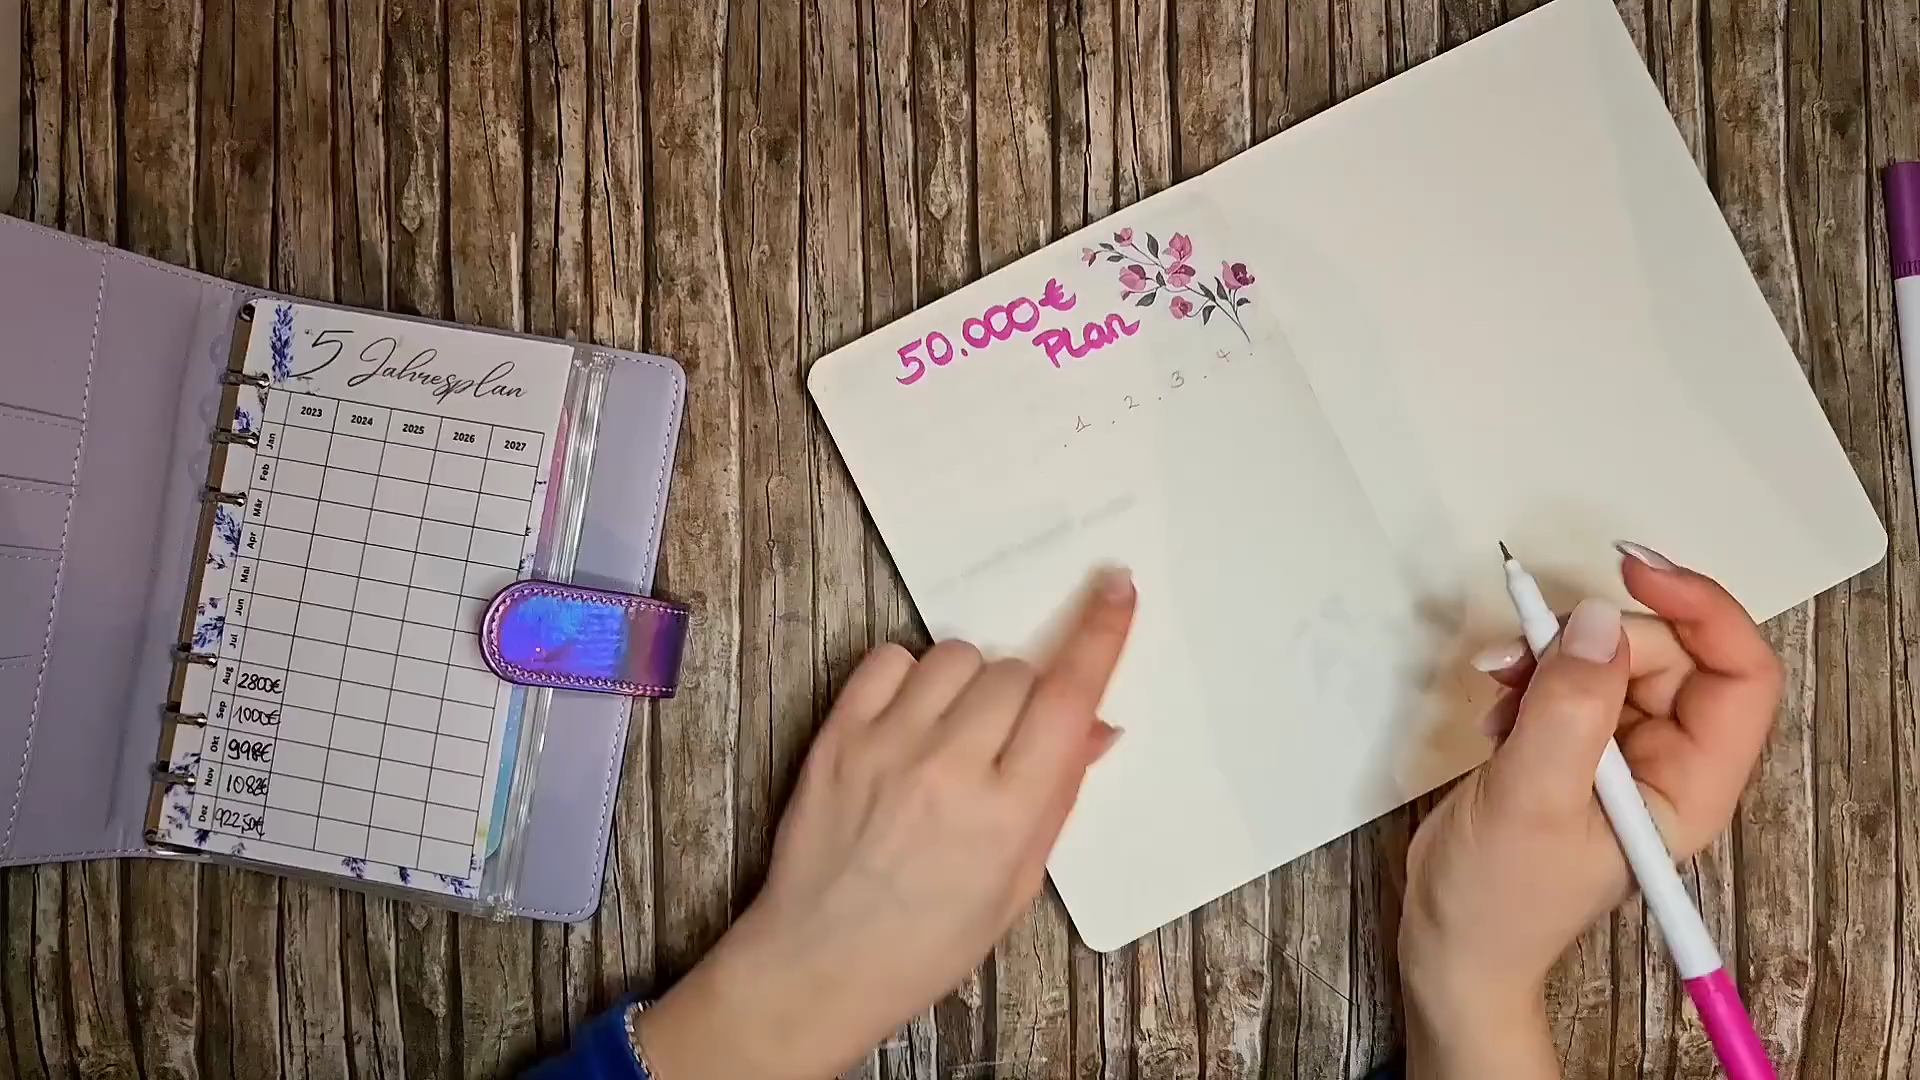 5 Jahresplan
2023 2024 2025 2026 2027
Jan
Feb
Mär
Apr
Mai
Jun
Jul
Aug 2800€
Sep 1000€
Okt 998€
Nov 1082€
Dez 922,50€
50.000€
Plan
. 1 . 2 . 3 . 4 .